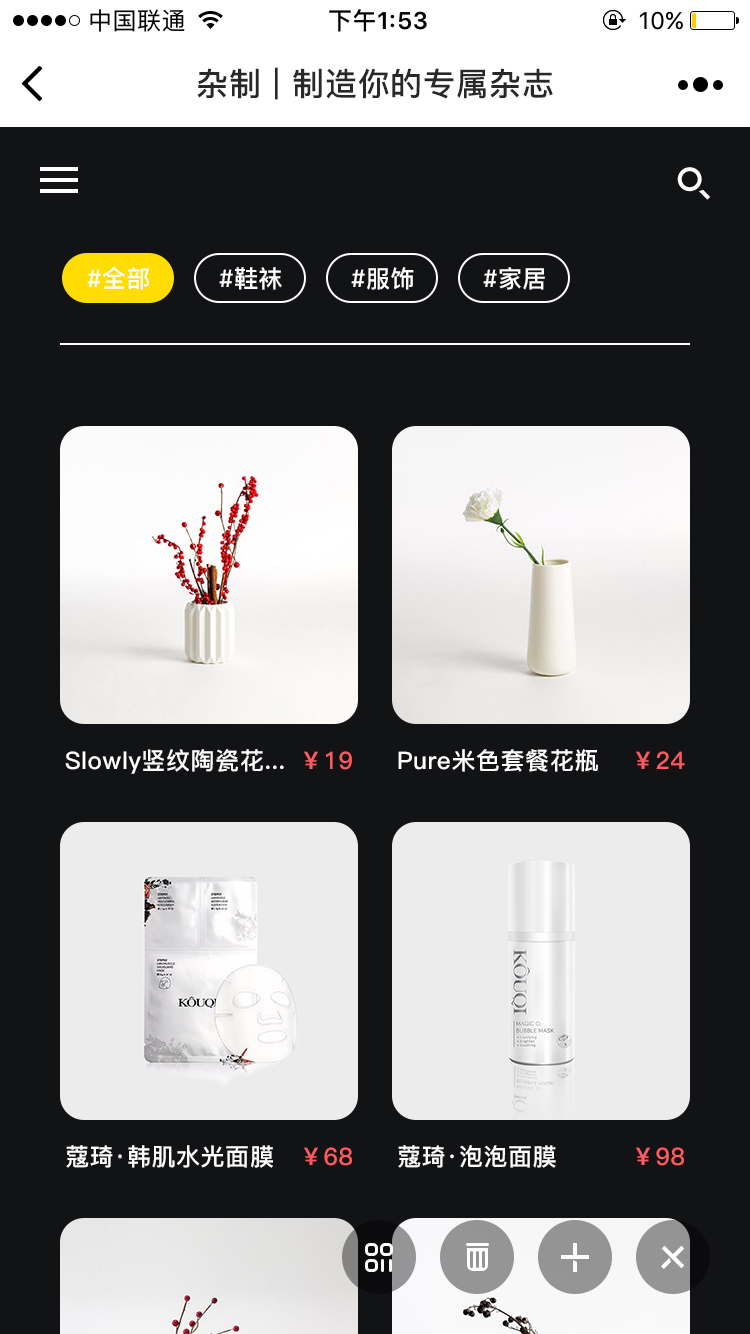 中国联通 下午1:53 10%
杂制 | 制造你的专属杂志
#全部 #鞋袜 #服饰 #家居
Slowly竖纹陶瓷花... ¥19
Pure米色套餐花瓶 ¥24
KÔUQI
KÔUQI
MAGIC O₂
BUBBLE MASK
蔻琦·韩肌水光面膜 ¥68
蔻琦·泡泡面膜 ¥98